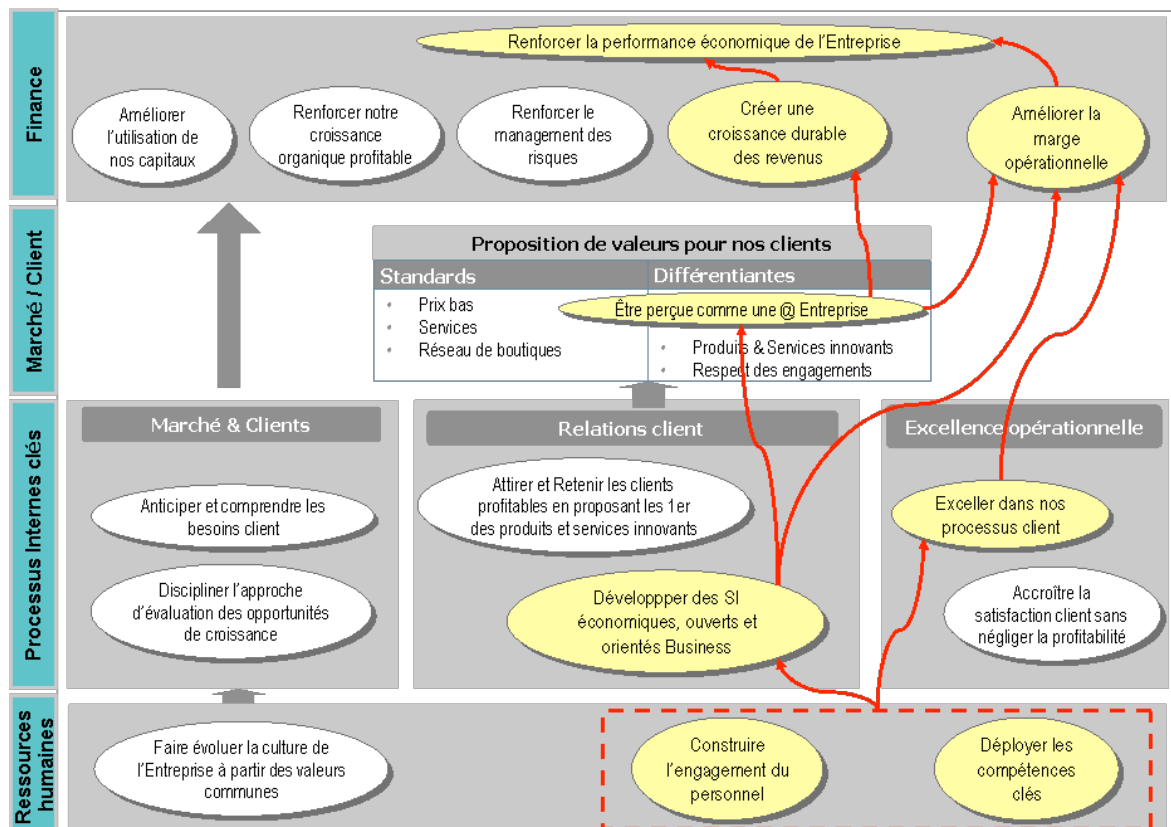 Finance
Renforcer la performance économique de l'Entreprise
Améliorer
l'utilisation de
nos capitaux
Renforcer notre
croissance
organique profitable
Renforcer le
management des
risques
Créer une
croissance durable
des revenus
Améliorer la
marge
opérationnelle
Marché / Client
Proposition de valeurs pour nos clients
Standards
• Prix bas
• Services
• Réseau de boutiques
Différentiantes
Être perçue comme une @ Entreprise
• Produits & Services innovants
• Respect des engagements
Processus Internes clés
Marché & Clients
Anticiper et comprendre les
besoins client
Discipliner l'approche
d'évaluation des opportunités
de croissance
Relations client
Attirer et Retenir les clients
profitables en proposant les 1er
des produits et services innovants
Développper des SI
économiques, ouverts et
orientés Business
Excellence opérationnelle
Exceller dans nos
processus client
Accroître la
satisfaction client sans
négliger la profitabilité
Ressources
humaines
Faire évoluer la culture de
l'Entreprise à partir des valeurs
communes
Construire
l'engagement du
personnel
Déployer les
compétences
clés